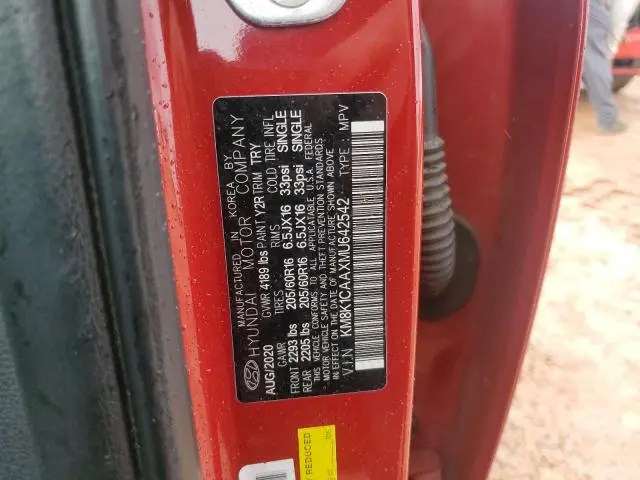 MANUFACTURED IN KOREA BY
HYUNDAI MOTOR COMPANY
AUG/2020 GVWR 4189 lbs PAINT Y2R TRIM TRY
GAWR TIRES RIMS COLD TIRE INFL
FRONT 2293 lbs 205/60R16 6.5JX16 33psi SINGLE
REAR 2205 lbs 205/60R16 6.5JX16 33psi SINGLE
THIS VEHICLE CONFORMS TO ALL APPLICABLE U.S.A. FEDERAL
MOTOR VEHICLE SAFETY AND THEFT PREVENTION STANDARDS
IN EFFECT ON THE DATE OF MANUFACTURE SHOWN ABOVE
VIN KM8K1CAAXMU642542 TYPE : MPV
REDUCED